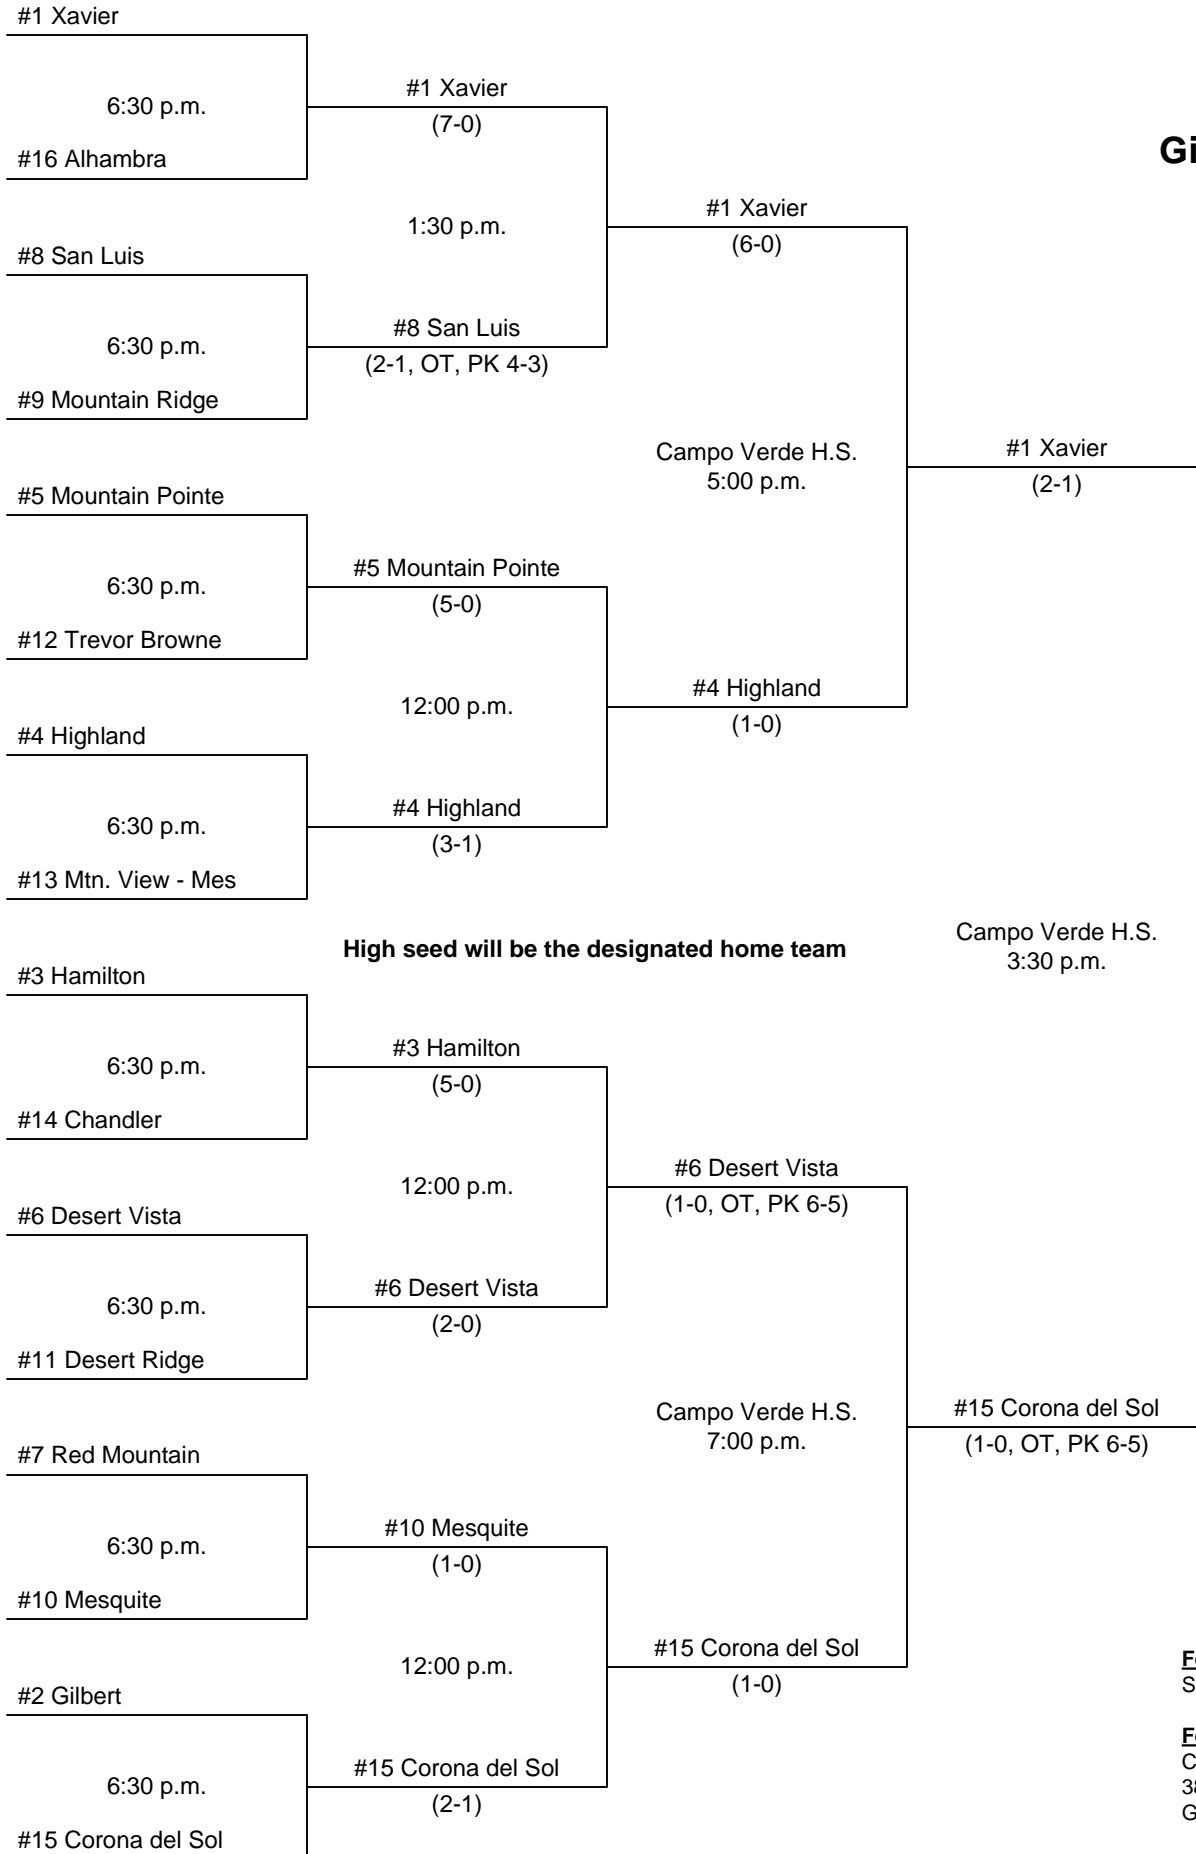 #1 Xavier
6:30 p.m.
#16 Alhambra
#8 San Luis
6:30 p.m.
#9 Mountain Ridge
#5 Mountain Pointe
6:30 p.m.
#12 Trevor Browne
#4 Highland
6:30 p.m.
#13 Mtn. View - Mes
#3 Hamilton
6:30 p.m.
#14 Chandler
#6 Desert Vista
6:30 p.m.
#11 Desert Ridge
#7 Red Mountain
6:30 p.m.
#10 Mesquite
#2 Gilbert
6:30 p.m.
#15 Corona del Sol
#1 Xavier
(7-0)
1:30 p.m.
#8 San Luis
(2-1, OT, PK 4-3)
#5 Mountain Pointe
(5-0)
12:00 p.m.
#4 Highland
(3-1)
High seed will be the designated home team
#3 Hamilton
(5-0)
12:00 p.m.
#6 Desert Vista
(2-0)
#10 Mesquite
(1-0)
12:00 p.m.
#15 Corona del Sol
(2-1)
#1 Xavier
(6-0)
Campo Verde H.S.
5:00 p.m.
#4 Highland
(1-0)
#6 Desert Vista
(1-0, OT, PK 6-5)
Campo Verde H.S.
7:00 p.m.
#15 Corona del Sol
(1-0)
#1 Xavier
(2-1)
Campo Verde H.S.
3:30 p.m.
#15 Corona del Sol
(1-0, OT, PK 6-5)